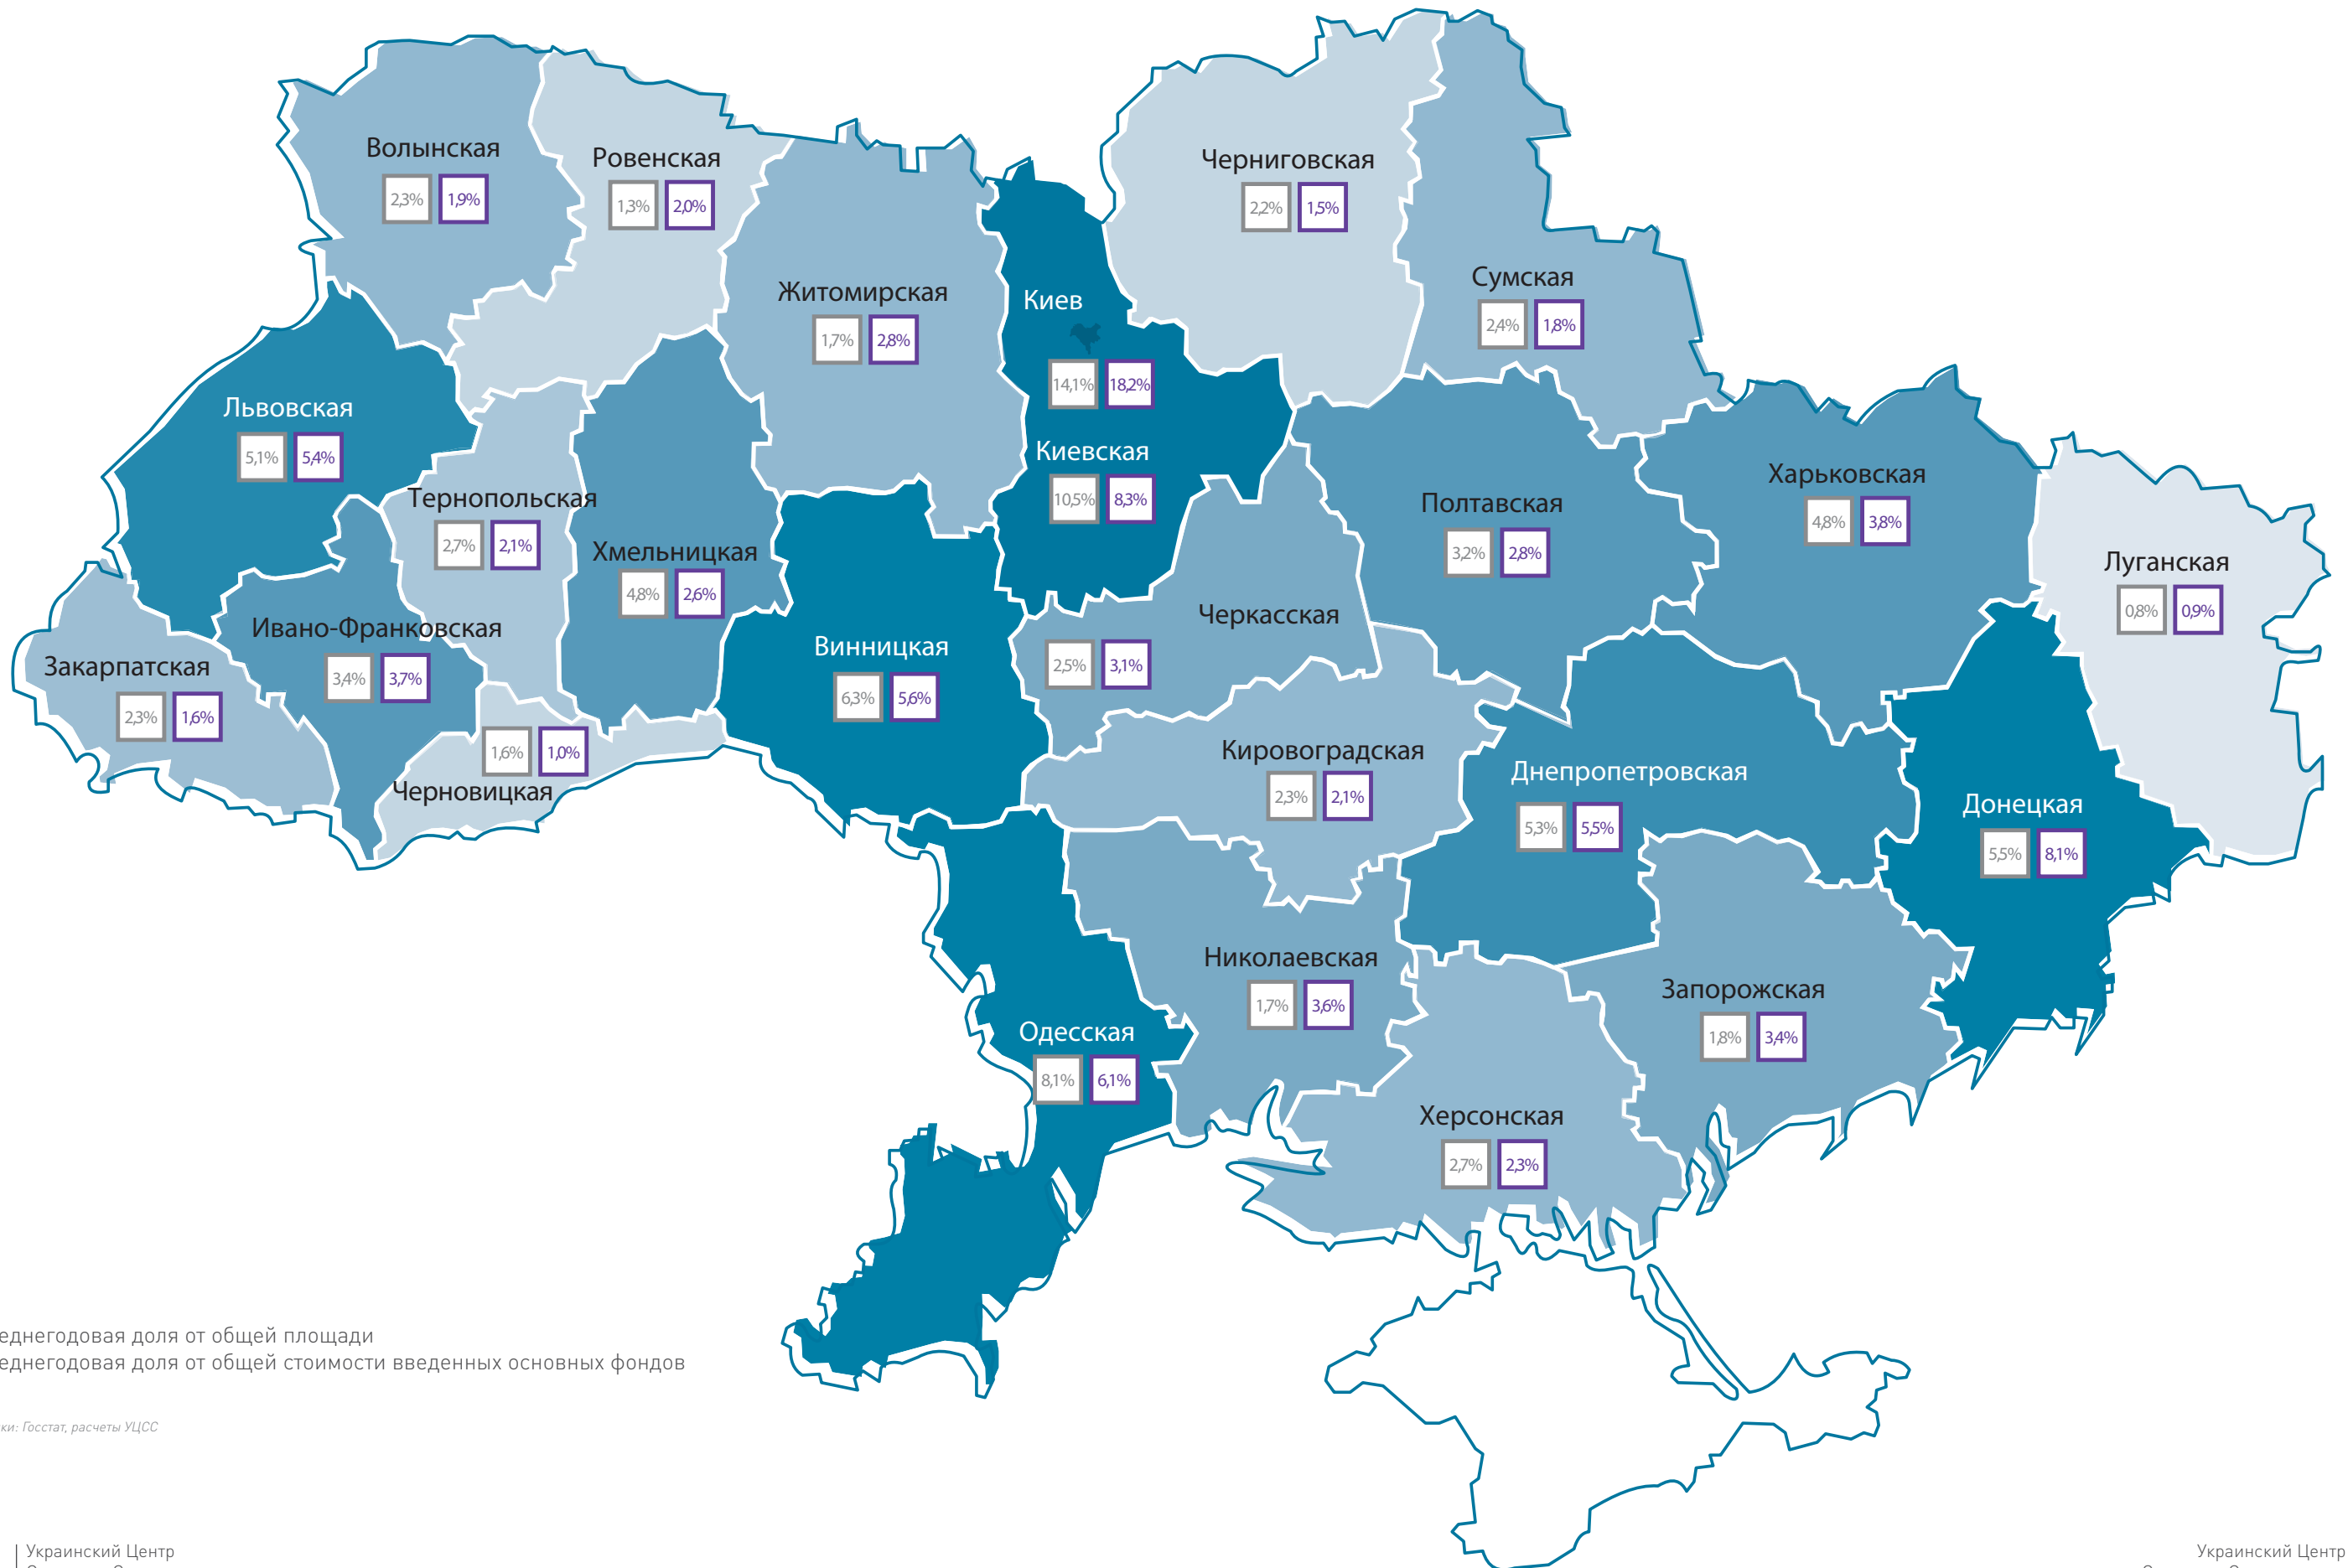 Волынская
2,3% 1,9%
Ровенская
1,3% 2,0%
Житомирская
1,7% 2,8%
Киев
14,1% 18,2%
Киевская
10,5% 8,3%
Черниговская
2,2% 1,5%
Сумская
2,4% 1,8%
Львовская
5,1% 5,4%
Тернопольская
2,7% 2,1%
Хмельницкая
4,8% 2,6%
Полтавская
3,2% 2,8%
Харьковская
4,8% 3,8%
Луганская
0,8% 0,9%
Закарпатская
2,3% 1,6%
Ивано-Франковская
3,4% 3,7%
1,6% 1,0%
Черновицкая
Винницкая
6,3% 5,6%
Черкасская
2,5% 3,1%
Кировоградская
2,3% 2,1%
Днепропетровская
5,3% 5,5%
Донецкая
5,5% 8,1%
Николаевская
1,7% 3,6%
Запорожская
1,8% 3,4%
Одесская
8,1% 6,1%
Херсонская
2,7% 2,3%
еднегодовая доля от общей площади
еднегодовая доля от общей стоимости введенных основных фондов
ки: Госстат, расчеты УЦСС
Украинский Центр
Украинский Центр